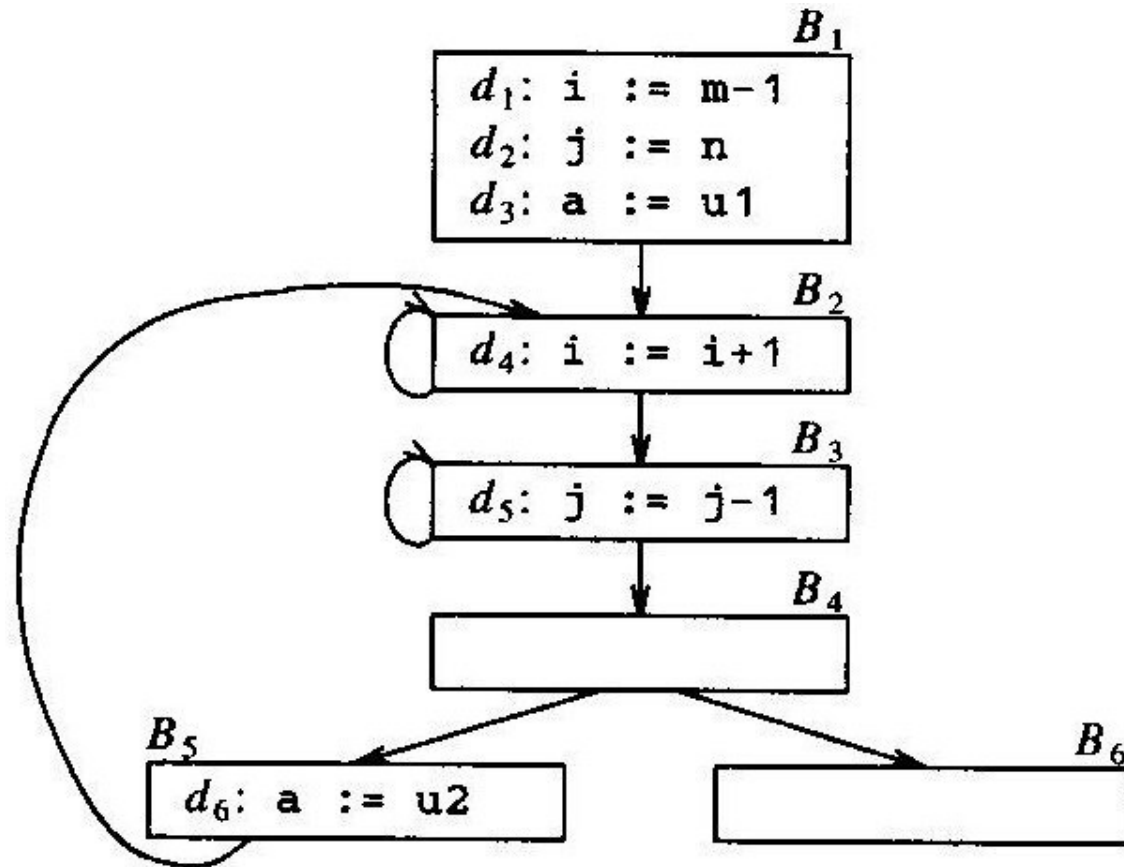 B1
d1: i := m-1
d2: j := n
d3: a := u1
B2
d4: i := i+1
B3
d5: j := j-1
B4
B5
B6
d6: a := u2